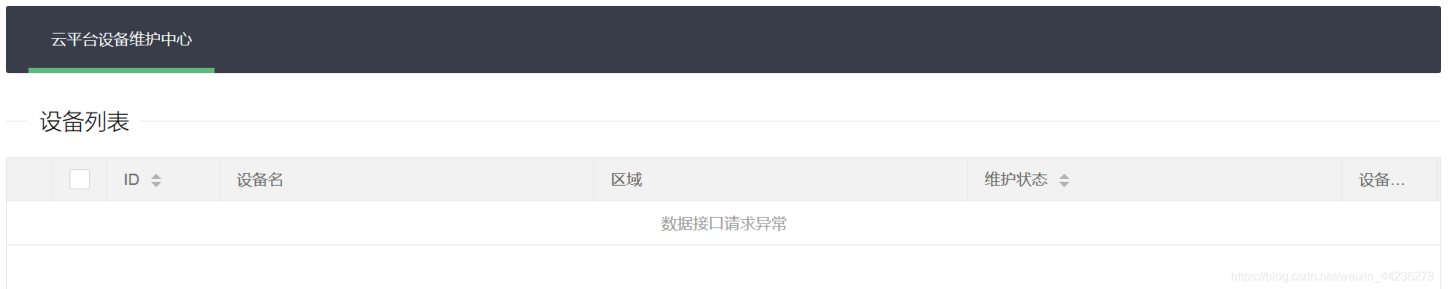 云平台设备维护中心
设备列表
ID 设备名 区域 维护状态 设备...
数据接口请求异常
https://blog.csdn.net/weixin_44236278